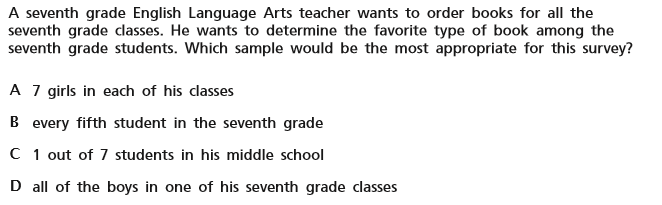 A seventh grade English Language Arts teacher wants to order books for all the
seventh grade classes. He wants to determine the favorite type of book among the
seventh grade students. Which sample would be the most appropriate for this survey?
A 7 girls in each of his classes
B every fifth student in the seventh grade
C 1 out of 7 students in his middle school
D all of the boys in one of his seventh grade classes